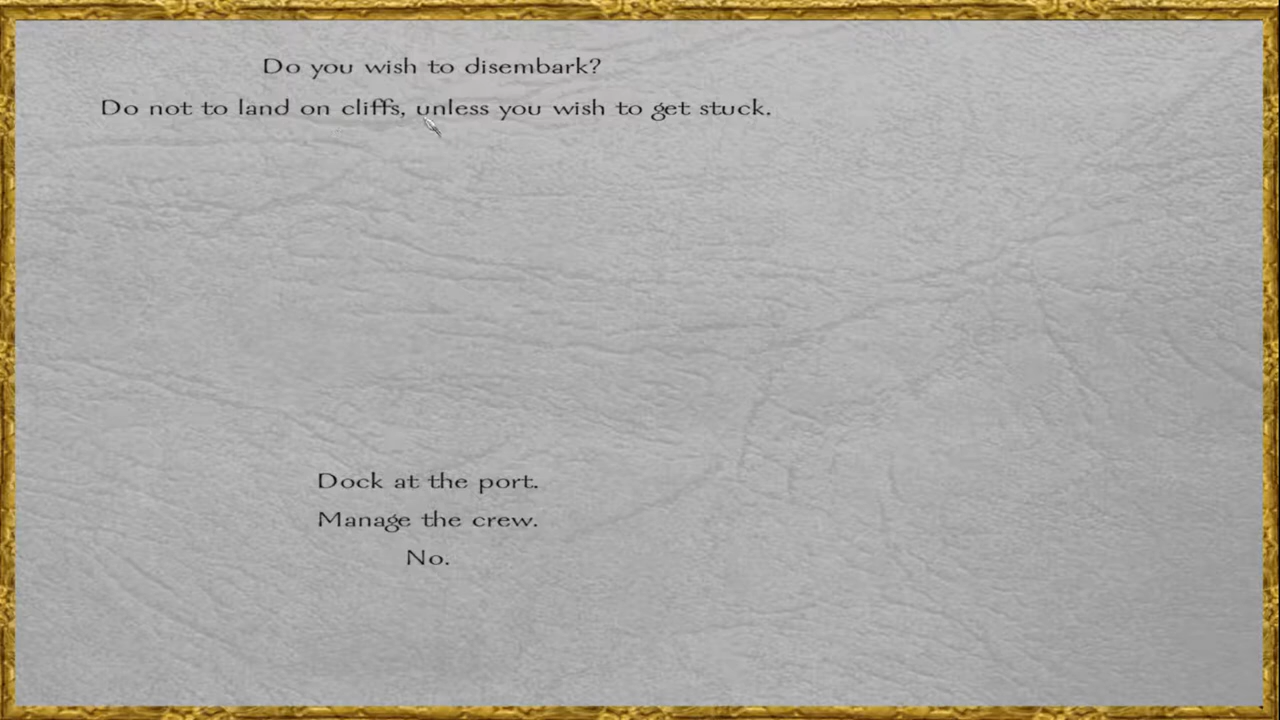 Do you wish to disembark?
Do not to land on cliffs, unless you wish to get stuck.
Dock at the port.
Manage the crew.
No.